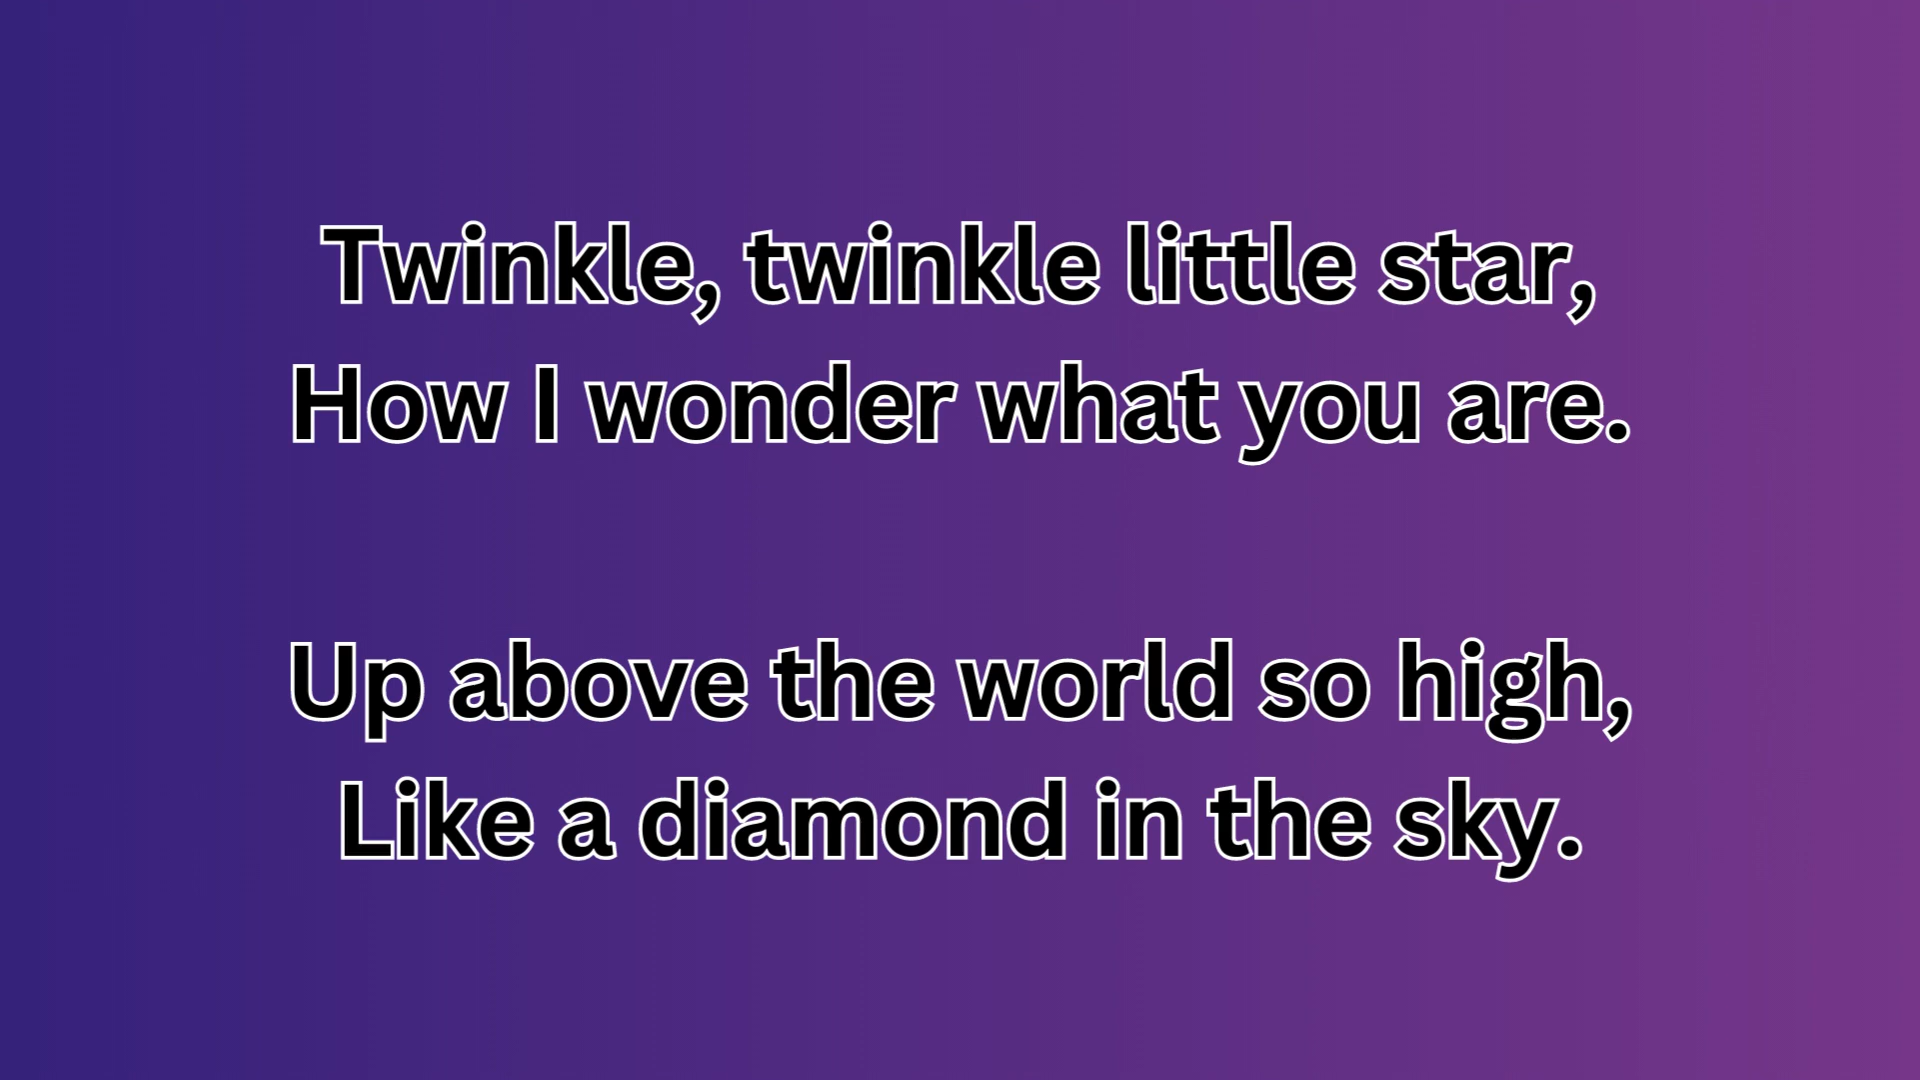 Twinkle, twinkle little star,
How I wonder what you are.
Up above the world so high,
Like a diamond in the sky.